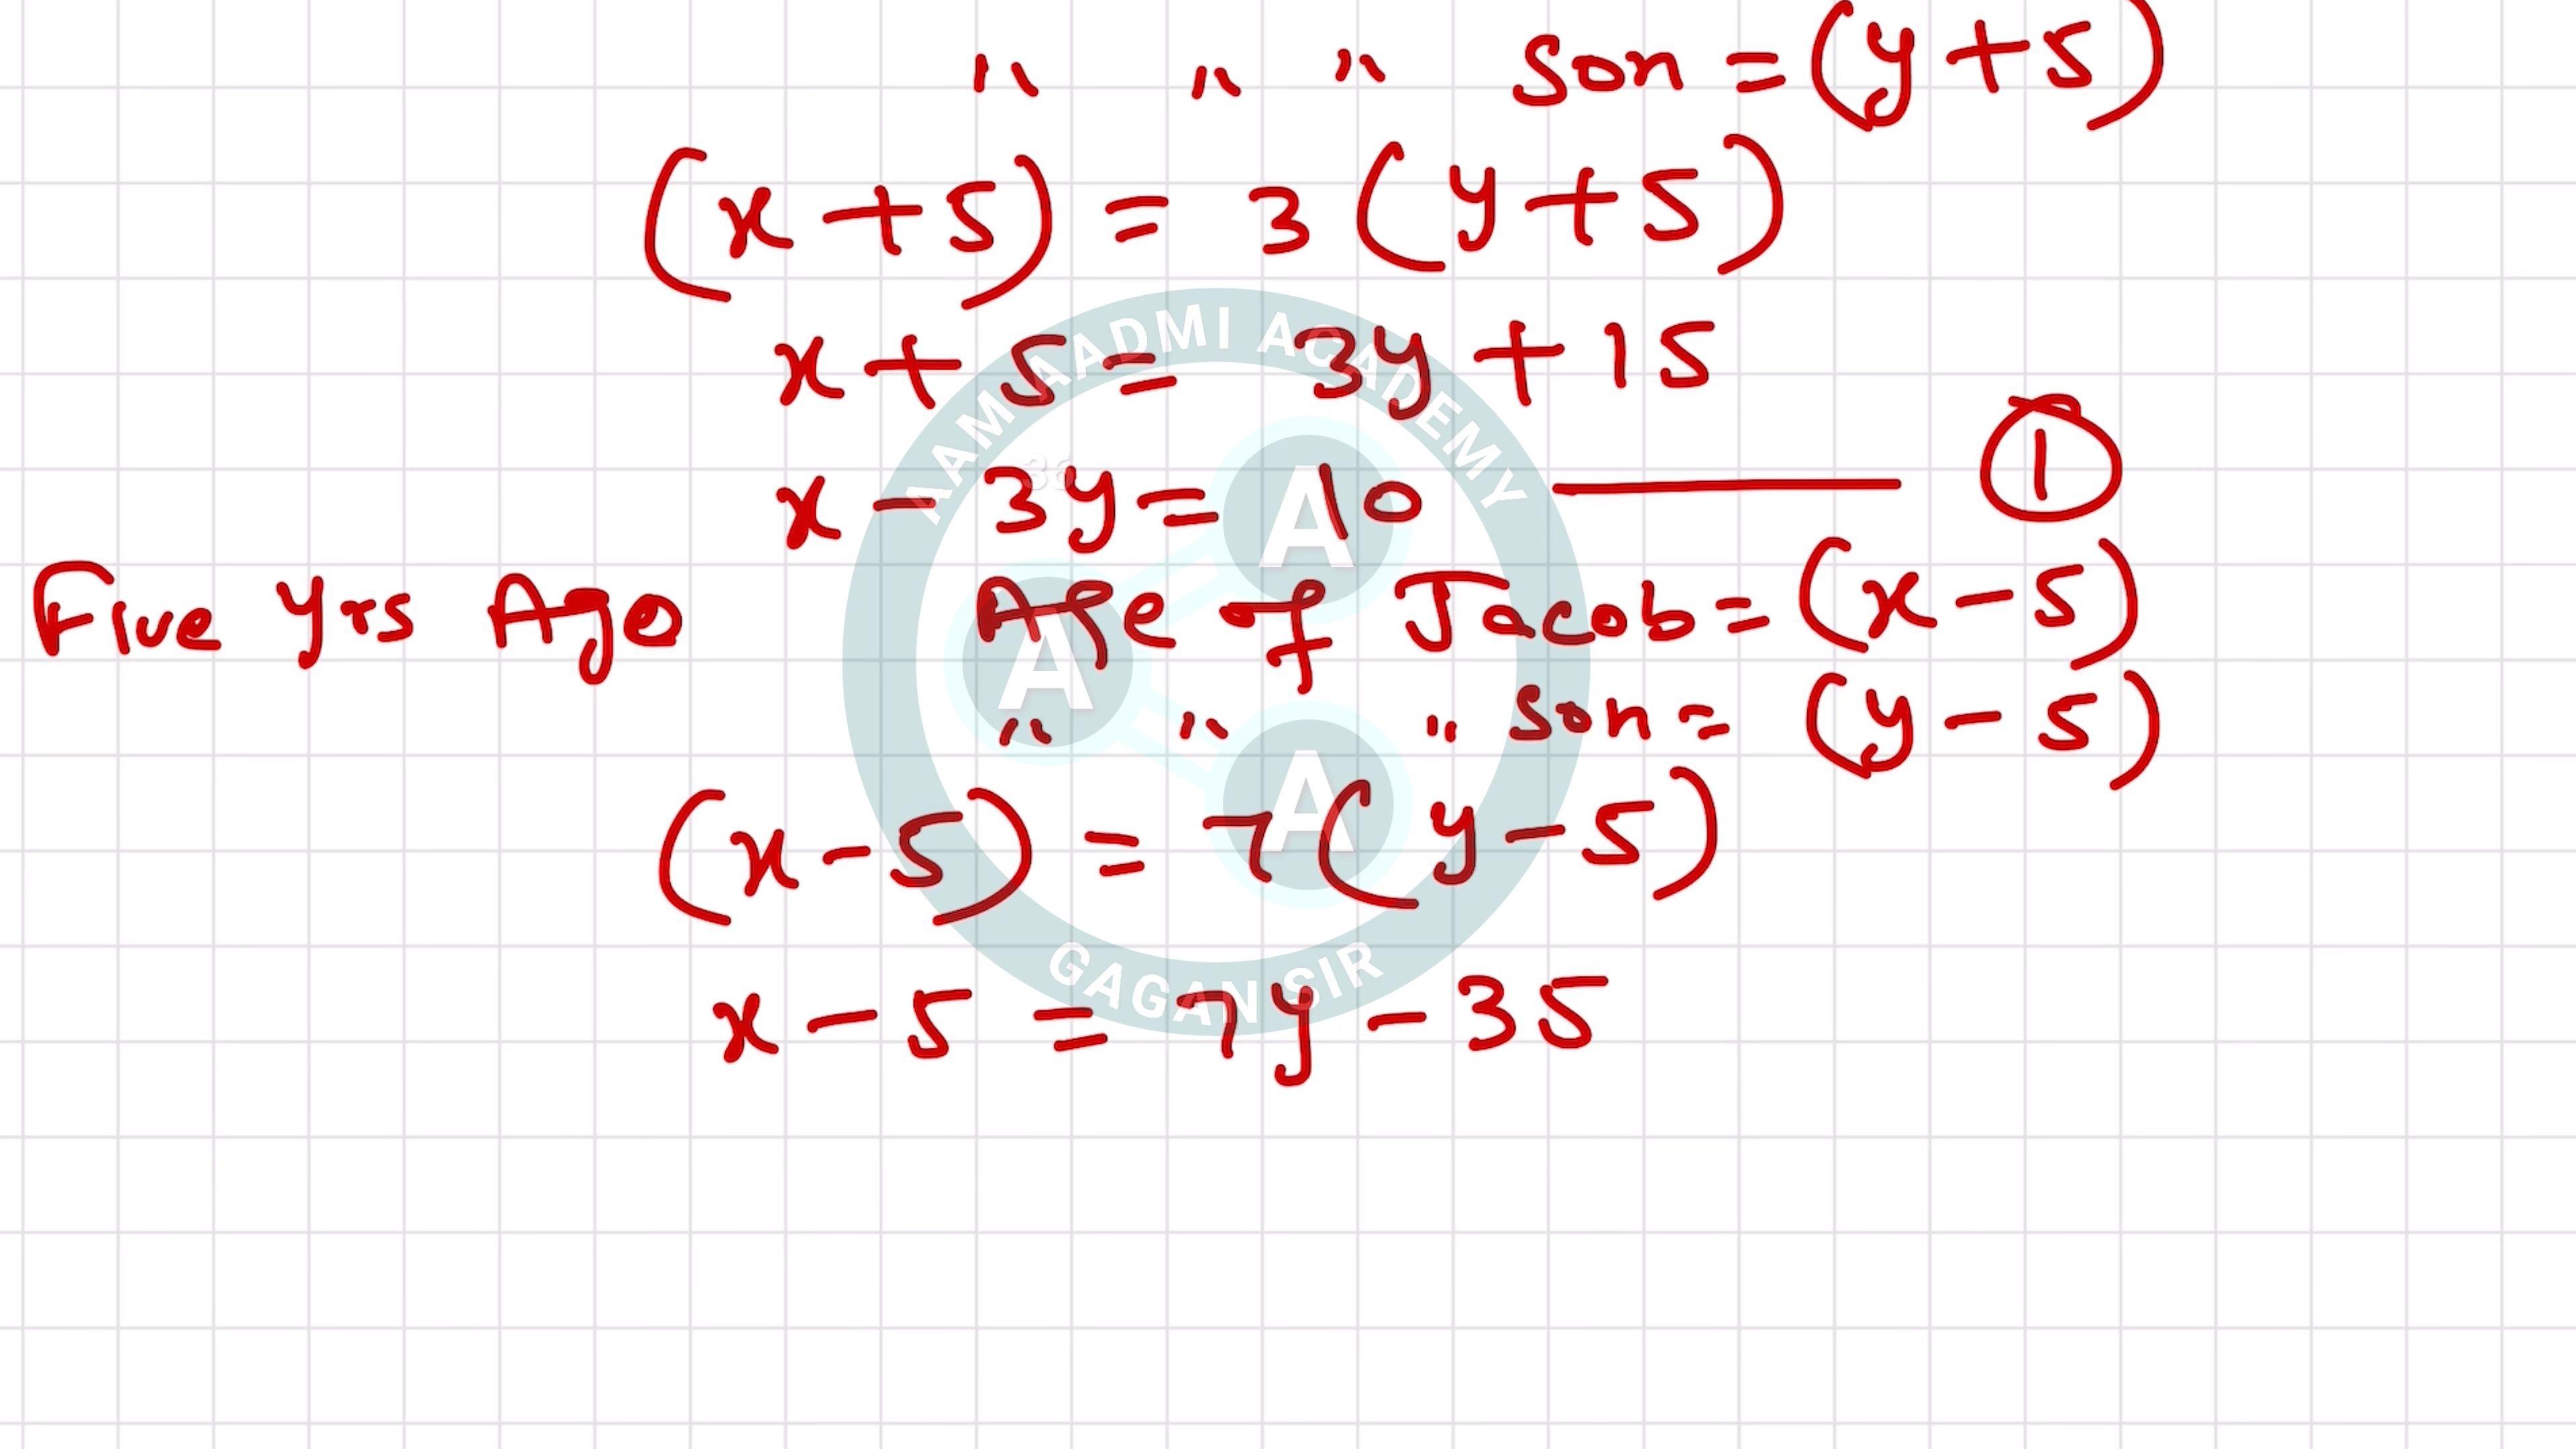 " " " Son = (y+5)
(x+5) = 3(y+5)
x+5 = 3y+15
x-3y=10 ——— ①
Five yrs Ago Age of Jacob = (x-5)
" " " Son = (y-5)
(x-5) = 7(y-5)
x-5 = 7y-35
AAM AADMI ACADEMY
36
A
A
A
GAGAN SIR